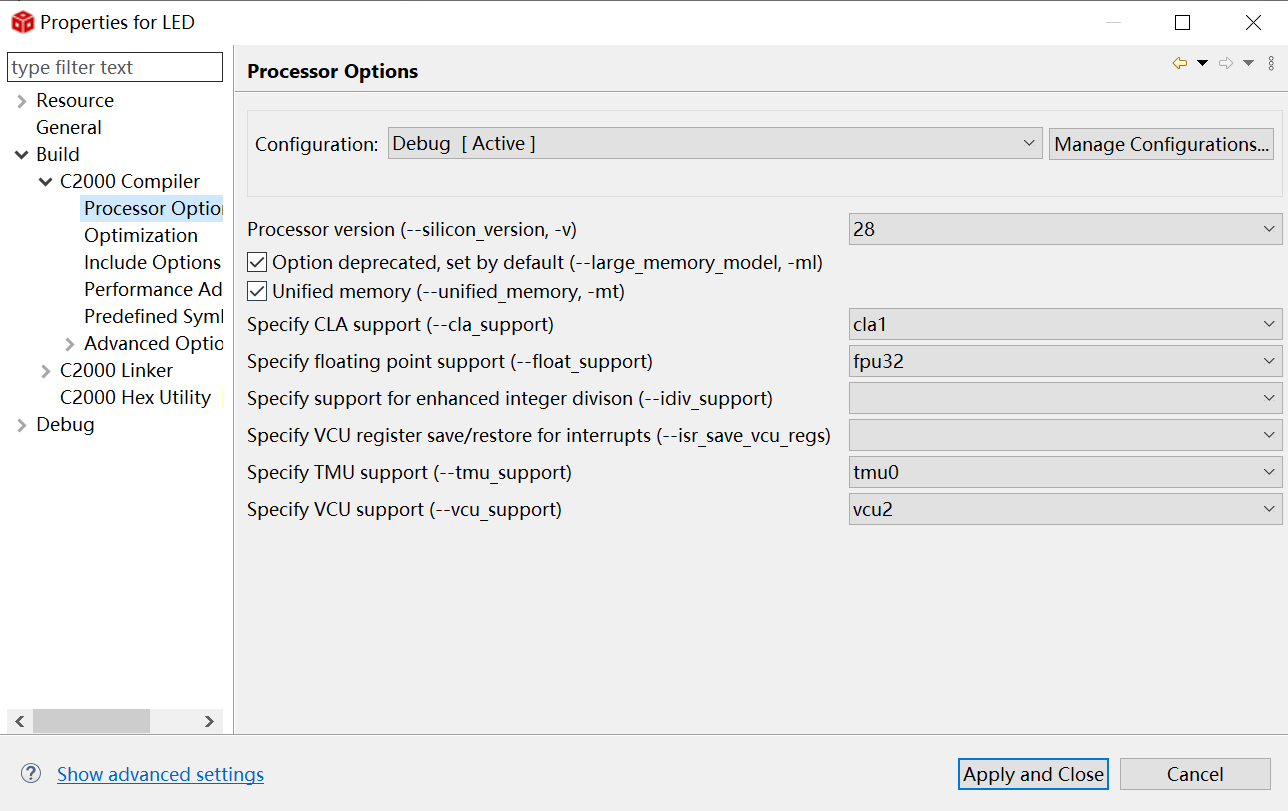 Properties for LED
type filter text
Resource
General
Build
C2000 Compiler
Processor Optio
Optimization
Include Options
Performance Ad
Predefined Syml
Advanced Optio
C2000 Linker
C2000 Hex Utility
Debug
Processor Options
Configuration: Debug [ Active ] Manage Configurations...
Processor version (--silicon_version, -v) 28
Option deprecated, set by default (--large_memory_model, -ml)
Unified memory (--unified_memory, -mt)
Specify CLA support (--cla_support) cla1
Specify floating point support (--float_support) fpu32
Specify support for enhanced integer divison (--idiv_support)
Specify VCU register save/restore for interrupts (--isr_save_vcu_regs)
Specify TMU support (--tmu_support) tmu0
Specify VCU support (--vcu_support) vcu2
? Show advanced settings Apply and Close Cancel